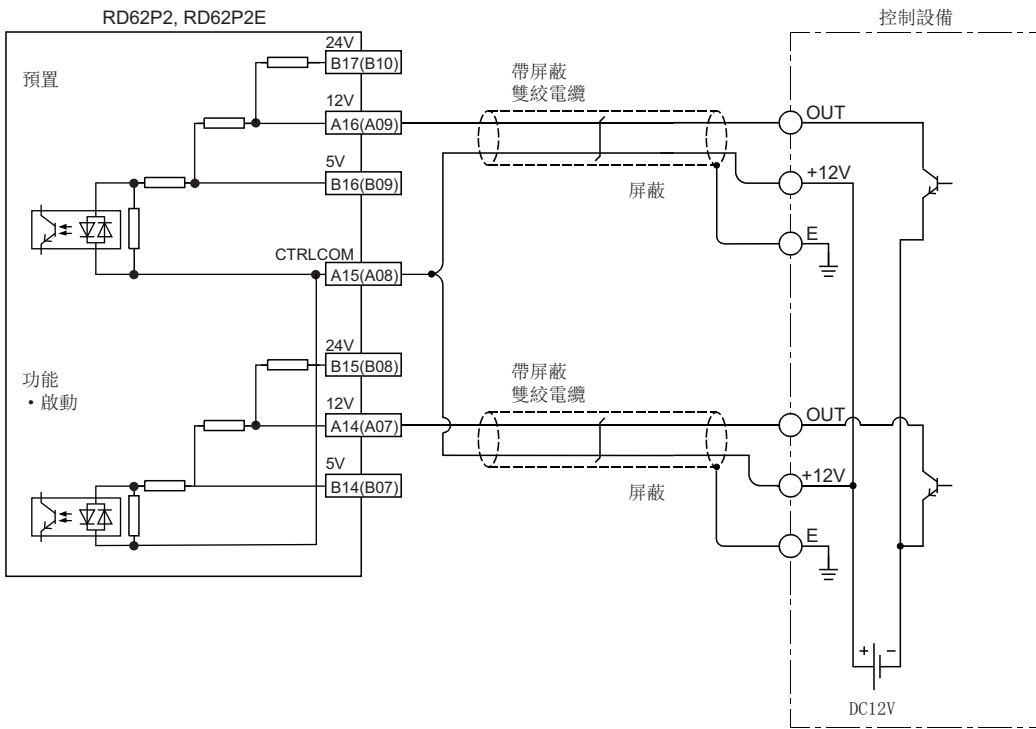 RD62P2, RD62P2E
控制設備
預置
24V
B17(B10)
12V
A16(A09)
5V
B16(B09)
CTRLCOM
A15(A08)
帶屏蔽
雙絞電纜
屏蔽
OUT
+12V
E
功能
・啟動
24V
B15(B08)
12V
A14(A07)
5V
B14(B07)
帶屏蔽
雙絞電纜
屏蔽
OUT
+12V
E
+ −
DC12V